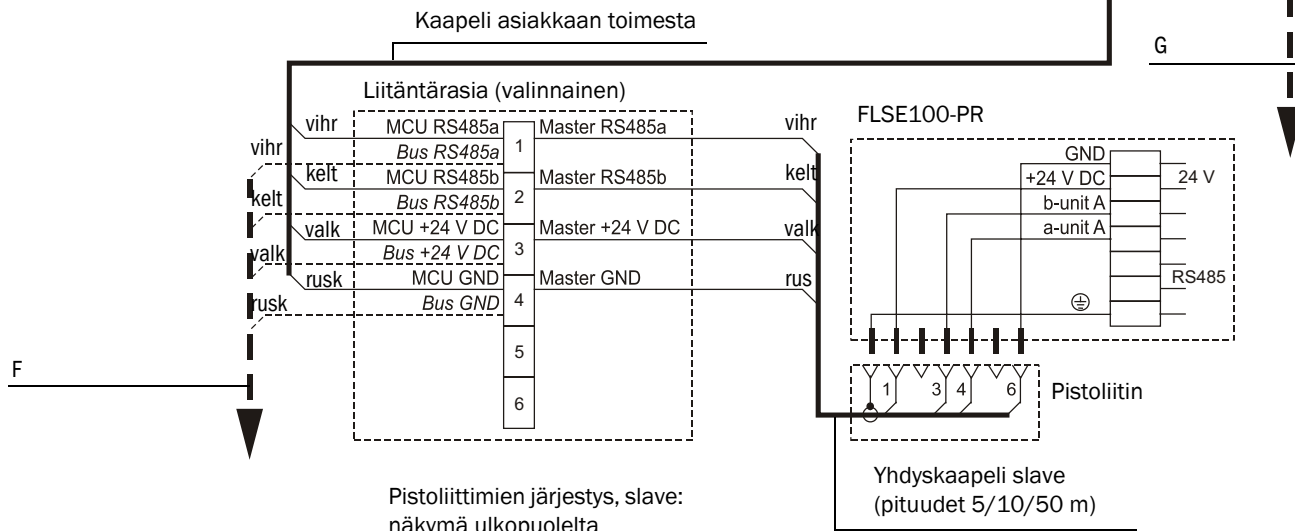 Kaapeli asiakkaan toimesta
G
Liitäntärasia (valinnainen)
FLSE100-PR
vihr MCU RS485a 1 Master RS485a vihr
vihr Bus RS485a
kelt MCU RS485b 2 Master RS485b kelt
kelt Bus RS485b
valk MCU +24 V DC 3 Master +24 V DC valk
valk Bus +24 V DC
rusk MCU GND 4 Master GND rus
rusk Bus GND
5
6
GND
+24 V DC 24 V
b-unit A
a-unit A
RS485
F
1 3 4 6 Pistoliitin
Yhdyskaapeli slave
(pituudet 5/10/50 m)
Pistoliittimien järjestys, slave:
näkymä ulkopuolelta